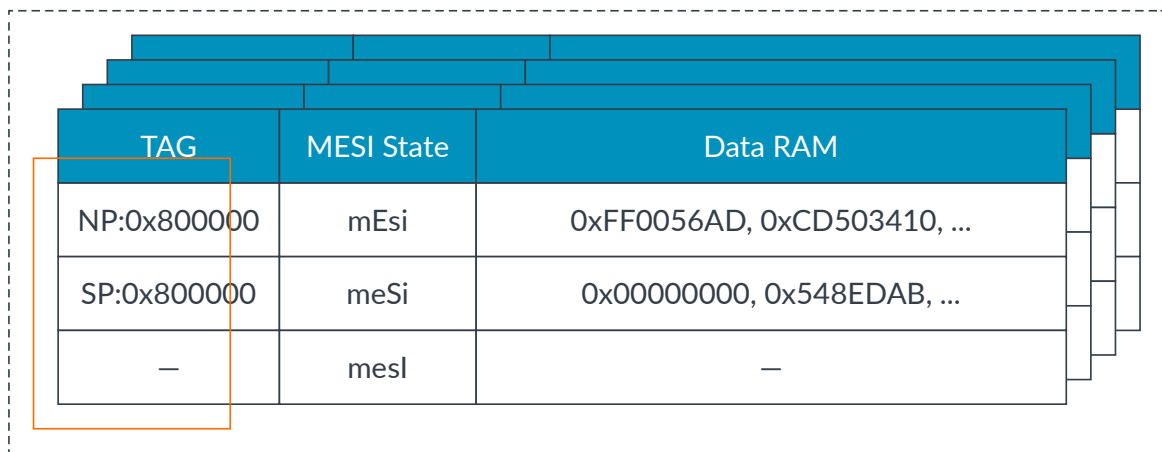 TAG MESI State Data RAM
NP:0x800000 mEsi 0xFF0056AD, 0xCD503410, ...
SP:0x800000 meSi 0x00000000, 0x548EDAB, ...
— mesI —